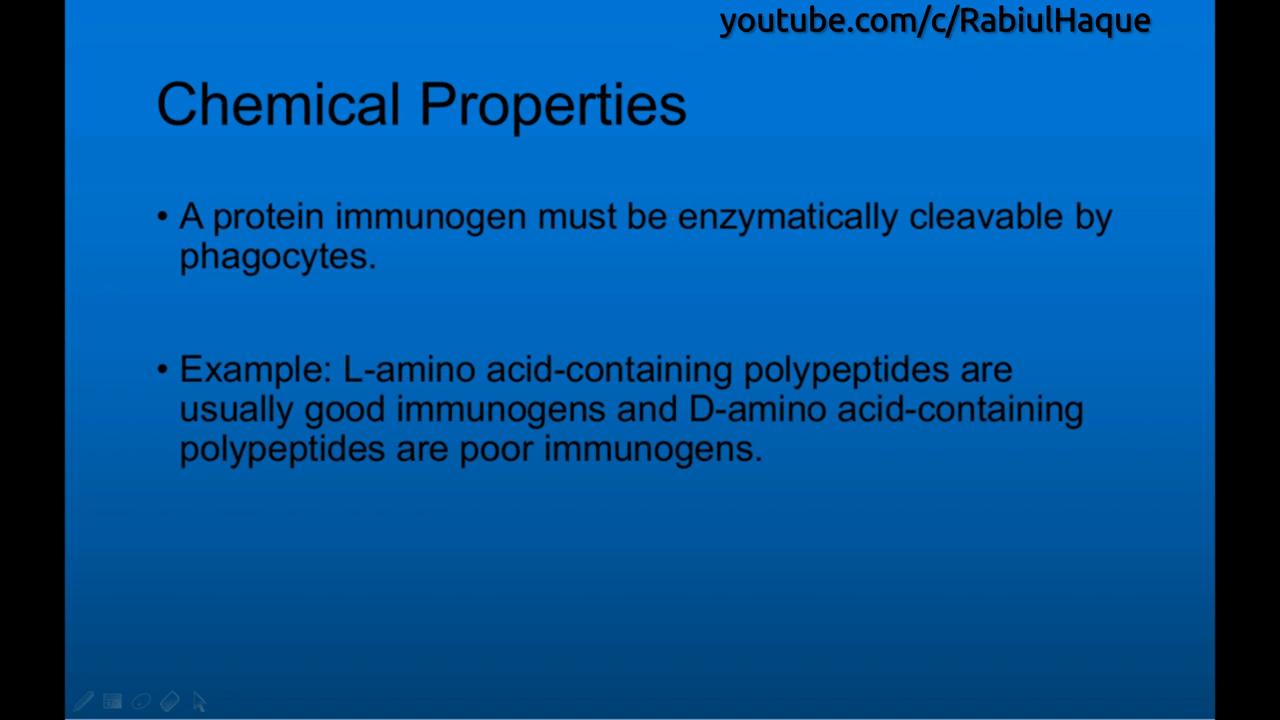 youtube.com/c/RabiulHaque
Chemical Properties
• A protein immunogen must be enzymatically cleavable by
phagocytes.
• Example: L-amino acid-containing polypeptides are
usually good immunogens and D-amino acid-containing
polypeptides are poor immunogens.